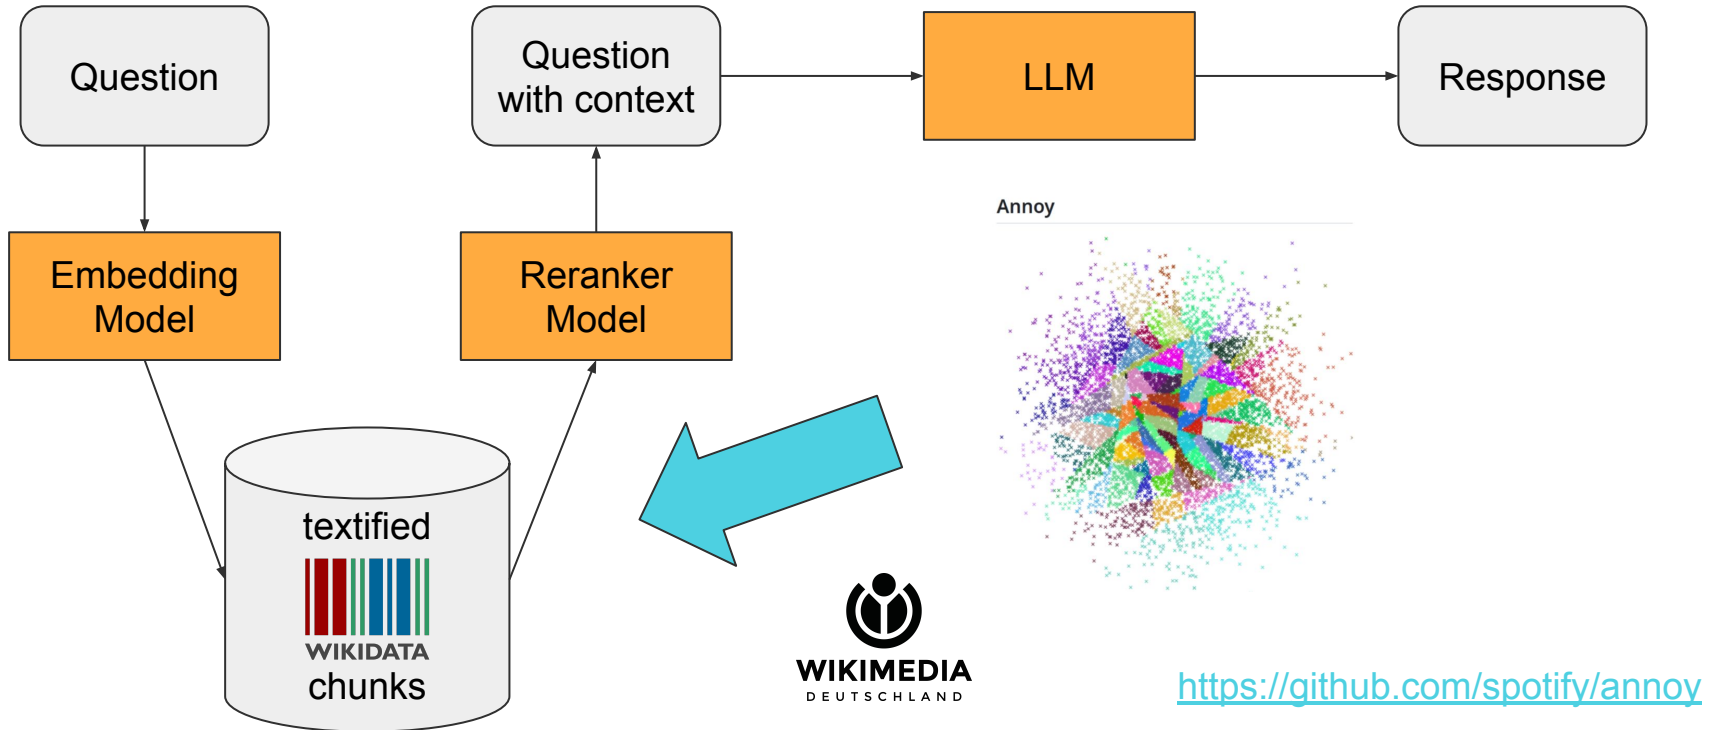 Question
Question
with context
LLM
Response
Annoy
Embedding
Model
Reranker
Model
textified
WIKIDATA
chunks
WIKIMEDIA
DEUTSCHLAND
https://github.com/spotify/annoy